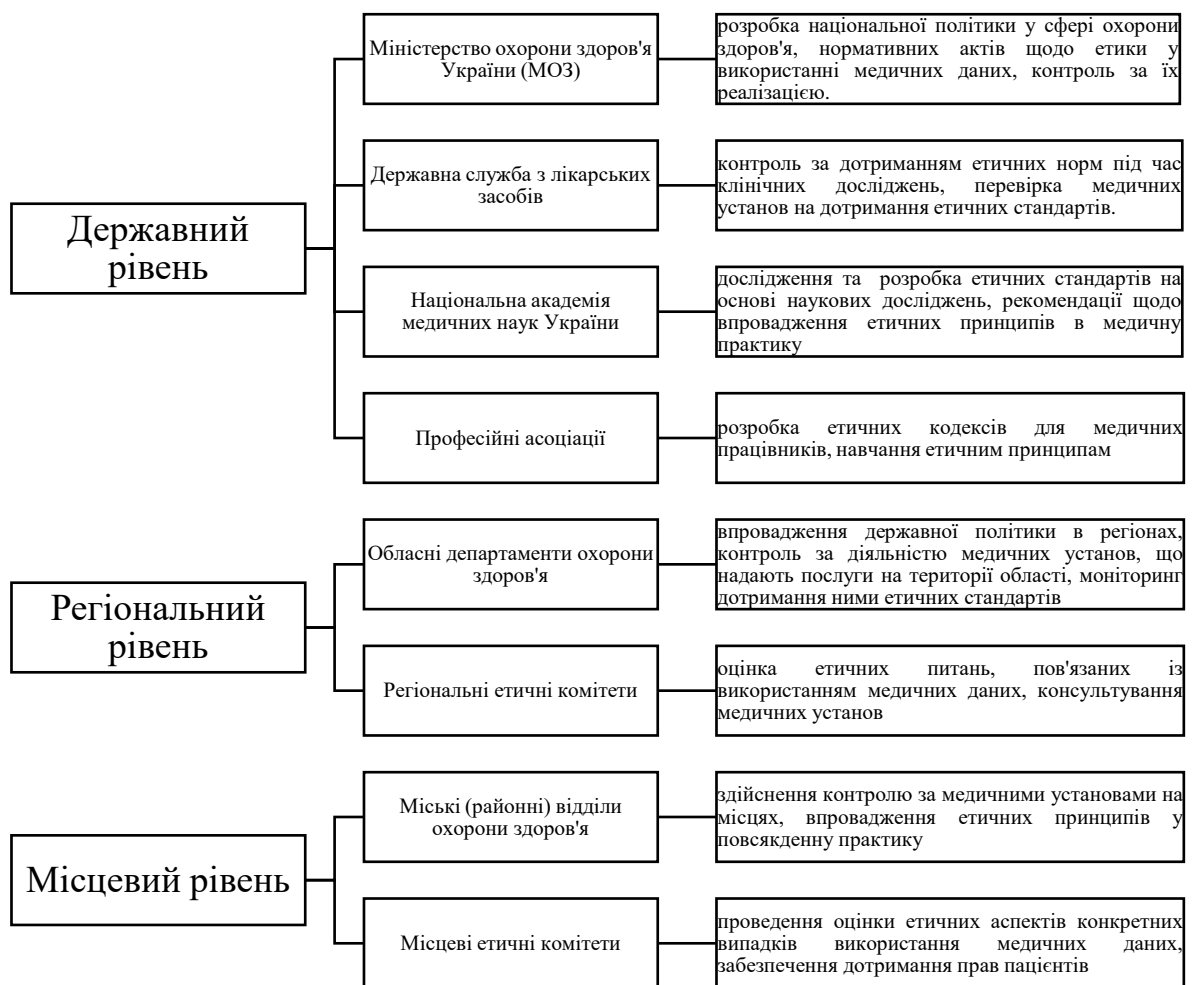 Державний
рівень
Міністерство охорони здоров'я
України (МОЗ)
розробка національної політики у сфері охорони
здоров'я, нормативних актів щодо етики у
використанні медичних даних, контроль за їх
реалізацією.
Державна служба з лікарських
засобів
контроль за дотриманням етичних норм під час
клінічних досліджень, перевірка медичних
установ на дотримання етичних стандартів.
Національна академія
медичних наук України
дослідження та розробка етичних стандартів на
основі наукових досліджень, рекомендації щодо
впровадження етичних принципів в медичну
практику
Професійні асоціації
розробка етичних кодексів для медичних
працівників, навчання етичним принципам
Регіональний
рівень
Обласні департаменти охорони
здоров'я
впровадження державної політики в регіонах,
контроль за діяльністю медичних установ, що
надають послуги на території області, моніторинг
дотримання ними етичних стандартів
Регіональні етичні комітети
оцінка етичних питань, пов'язаних із
використанням медичних даних, консультування
медичних установ
Місцевий рівень
Міські (районні) відділи
охорони здоров'я
здійснення контролю за медичними установами на
місцях, впровадження етичних принципів у
повсякденну практику
Місцеві етичні комітети
проведення оцінки етичних аспектів конкретних
випадків використання медичних даних,
забезпечення дотримання прав пацієнтів